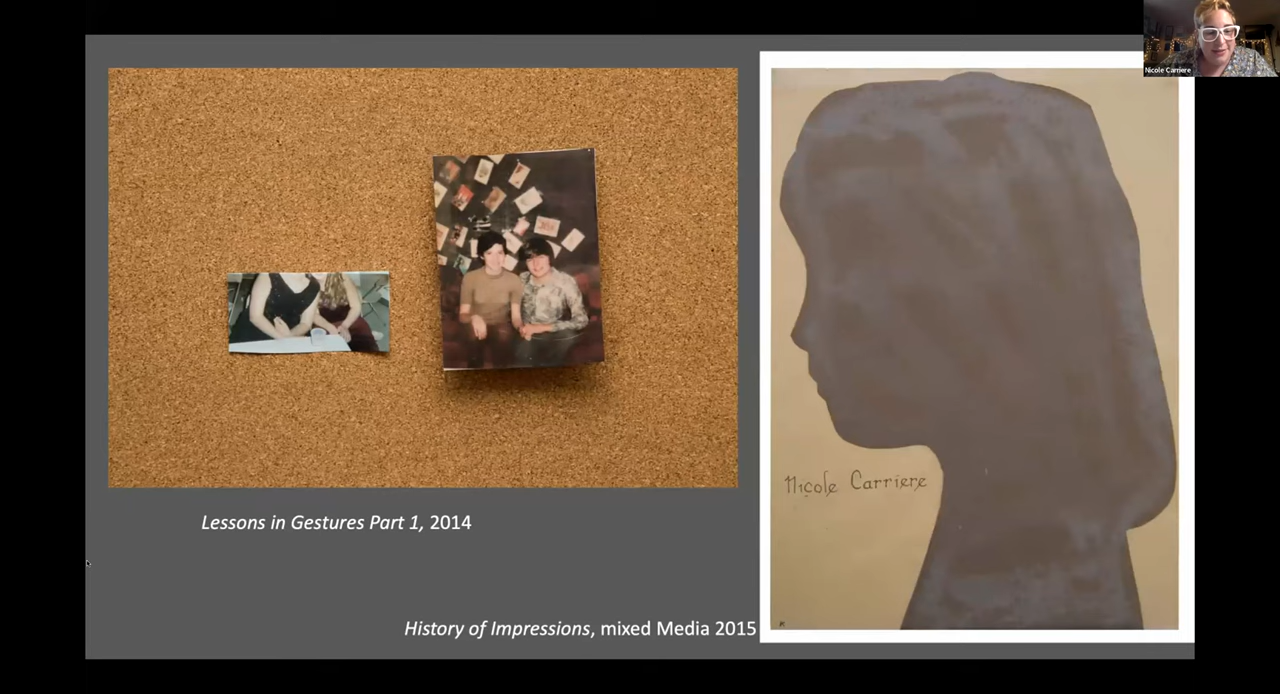 Nicole Carriere
Nicole Carriere
Lessons in Gestures Part 1, 2014
History of Impressions, mixed Media 2015